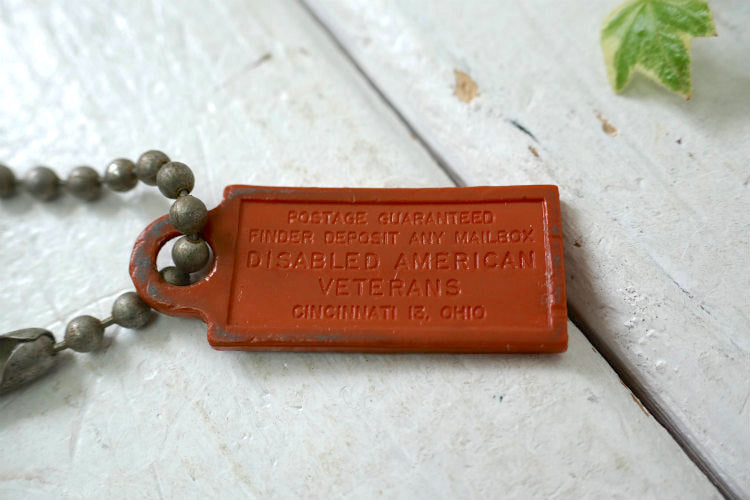 POSTAGE GUARANTEED
FINDER DEPOSIT ANY MAILBOX
DISABLED AMERICAN
VETERANS
CINCINNATI 13, OHIO